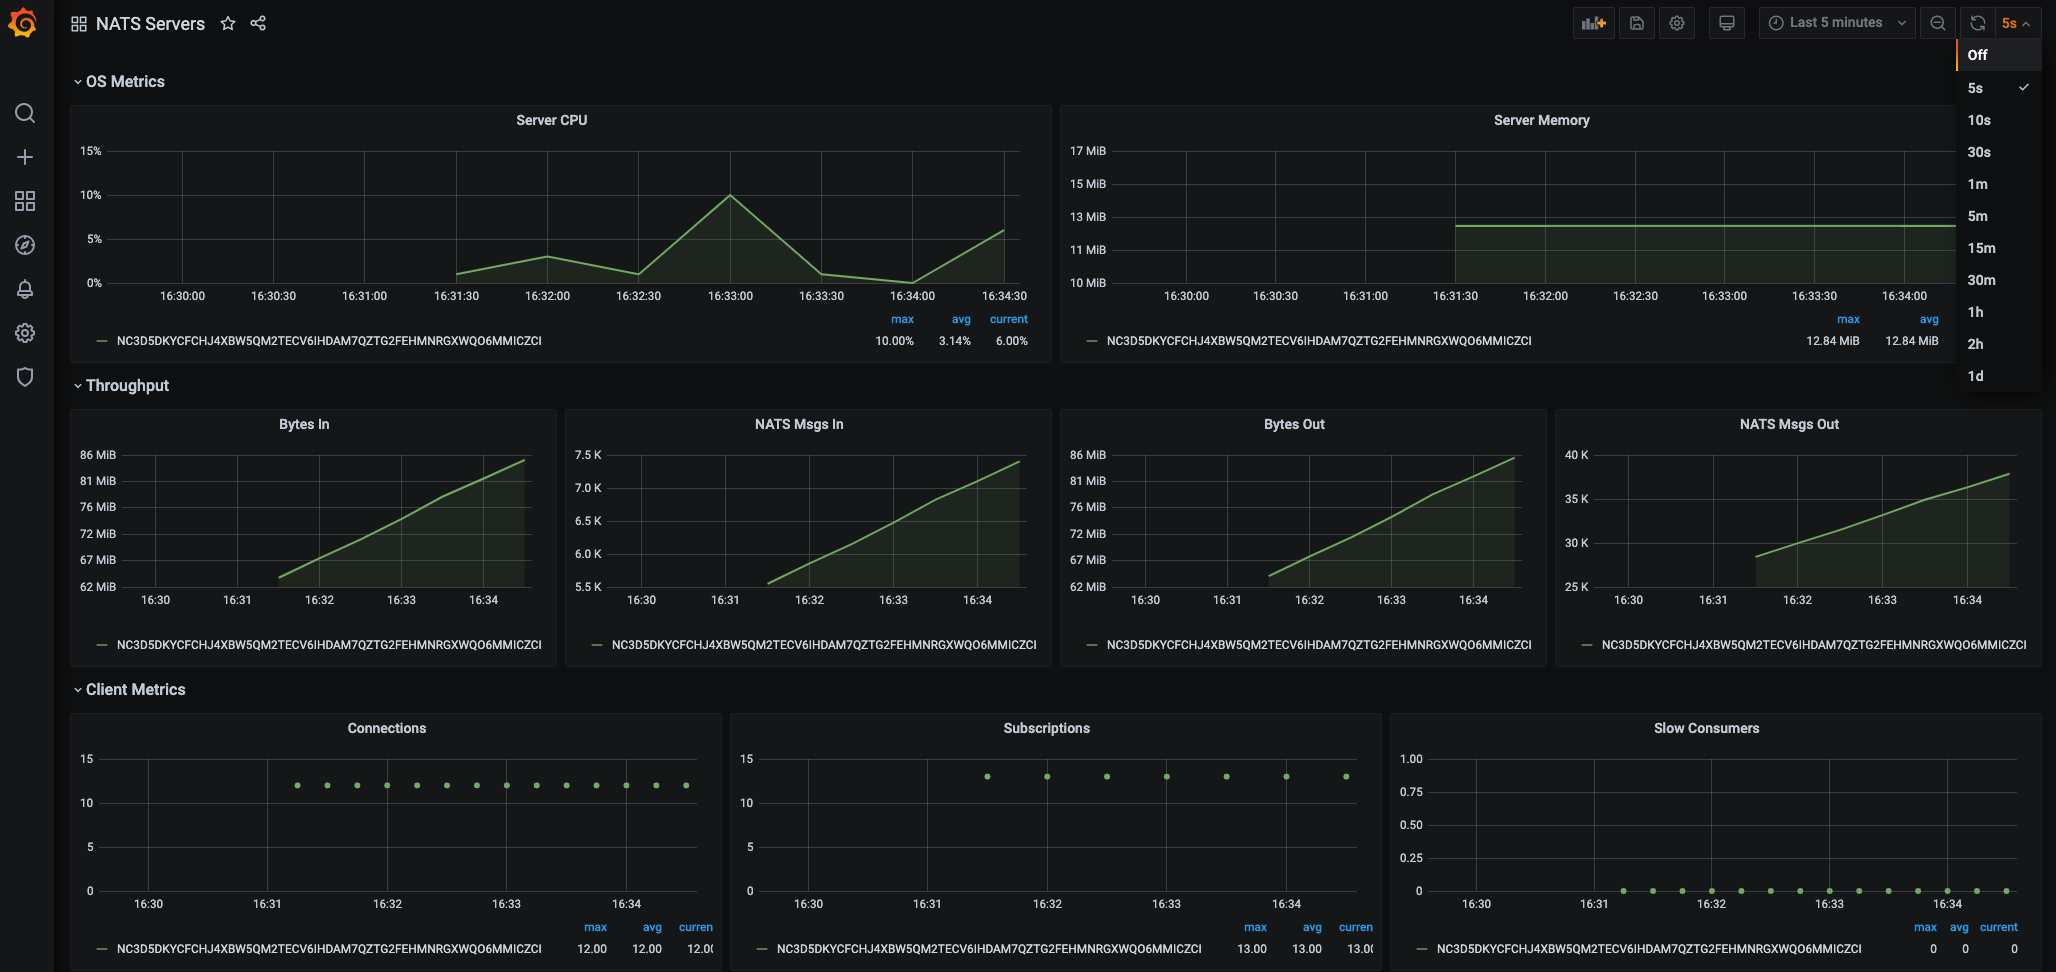 NATS Servers
Last 5 minutes
5s
Off
5s
10s
30s
1m
5m
15m
30m
1h
2h
1d
OS Metrics
Server CPU
15%
10%
5%
0%
16:30:00 16:30:30 16:31:00 16:31:30 16:32:00 16:32:30 16:33:00 16:33:30 16:34:00 16:34:30
max avg current
NC3D5DKYCFCHJ4XBW5QM2TECV6IHDAM7QZTG2FEHMNRGXWQO6MMICZCI 10.00% 3.14% 6.00%
Server Memory
17 MiB
15 MiB
13 MiB
11 MiB
10 MiB
16:30:00 16:30:30 16:31:00 16:31:30 16:32:00 16:32:30 16:33:00 16:33:30 16:34:00
max avg
NC3D5DKYCFCHJ4XBW5QM2TECV6IHDAM7QZTG2FEHMNRGXWQO6MMICZCI 12.84 MiB 12.84 MiB
Throughput
Bytes In
86 MiB
81 MiB
76 MiB
72 MiB
67 MiB
62 MiB
16:30 16:31 16:32 16:33 16:34
NC3D5DKYCFCHJ4XBW5QM2TECV6IHDAM7QZTG2FEHMNRGXWQO6MMICZCI
NATS Msgs In
7.5 K
7.0 K
6.5 K
6.0 K
5.5 K
16:30 16:31 16:32 16:33 16:34
NC3D5DKYCFCHJ4XBW5QM2TECV6IHDAM7QZTG2FEHMNRGXWQO6MMICZCI
Bytes Out
86 MiB
81 MiB
76 MiB
72 MiB
67 MiB
62 MiB
16:30 16:31 16:32 16:33 16:34
NC3D5DKYCFCHJ4XBW5QM2TECV6IHDAM7QZTG2FEHMNRGXWQO6MMICZCI
NATS Msgs Out
40 K
35 K
30 K
25 K
16:30 16:31 16:32 16:33 16:34
NC3D5DKYCFCHJ4XBW5QM2TECV6IHDAM7QZTG2FEHMNRGXWQO6MMICZCI
Client Metrics
Connections
15
10
5
0
16:30 16:31 16:32 16:33 16:34
max avg curren
NC3D5DKYCFCHJ4XBW5QM2TECV6IHDAM7QZTG2FEHMNRGXWQO6MMICZCI 12.00 12.00 12.00
Subscriptions
15
10
5
0
16:30 16:31 16:32 16:33 16:34
max avg curren
NC3D5DKYCFCHJ4XBW5QM2TECV6IHDAM7QZTG2FEHMNRGXWQO6MMICZCI 13.00 13.00 13.00
Slow Consumers
1.00
0.75
0.50
0.25
0
16:30 16:31 16:32 16:33 16:34
max avg current
NC3D5DKYCFCHJ4XBW5QM2TECV6IHDAM7QZTG2FEHMNRGXWQO6MMICZCI 0 0 0